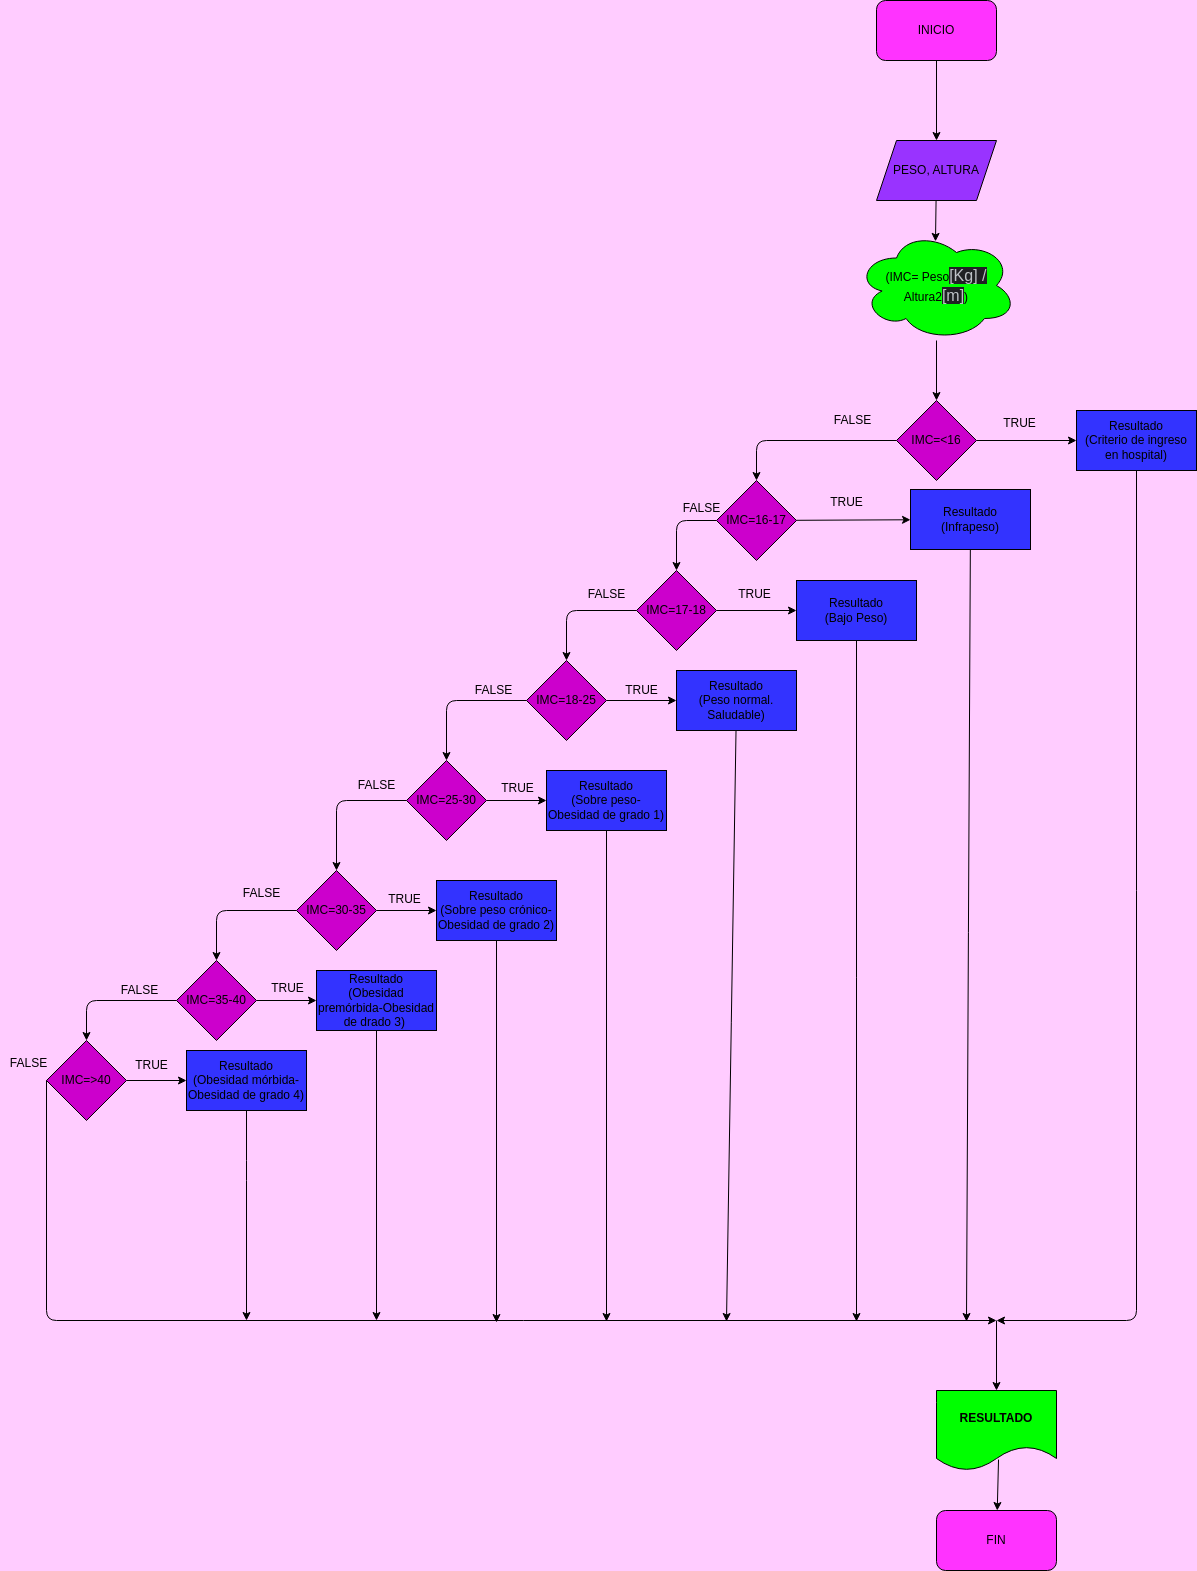 INICIO
PESO, ALTURA
(IMC= Peso[Kg] /
Altura2[m])
FALSE
IMC=<16
TRUE
Resultado
(Criterio de ingreso
en hospital)
FALSE
IMC=16-17
TRUE
Resultado
(Infrapeso)
FALSE
IMC=17-18
TRUE
Resultado
(Bajo Peso)
FALSE
IMC=18-25
TRUE
Resultado
(Peso normal.
Saludable)
FALSE
IMC=25-30
TRUE
Resultado
(Sobre peso-
Obesidad de grado 1)
FALSE
IMC=30-35
TRUE
Resultado
(Sobre peso crónico-
Obesidad de grado 2)
FALSE
IMC=35-40
TRUE
Resultado
(Obesidad
premórbida-Obesidad
de drado 3)
FALSE
IMC=>40
TRUE
Resultado
(Obesidad mórbida-
Obesidad de grado 4)
RESULTADO
FIN